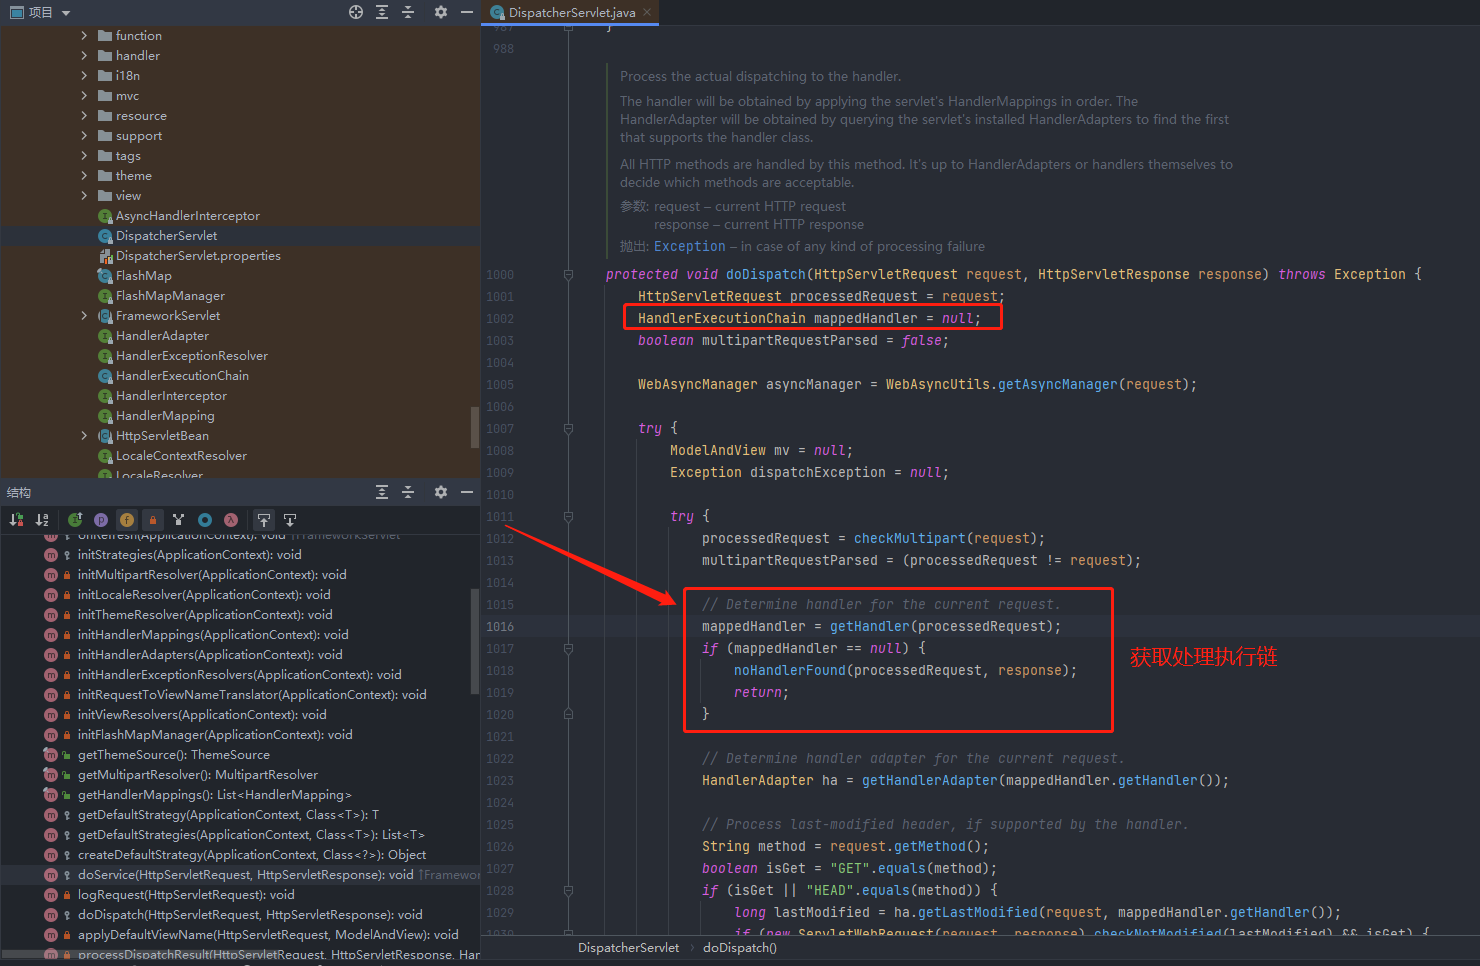 项目
function
handler
i18n
mvc
resource
support
tags
theme
view
AsyncHandlerInterceptor
DispatcherServlet
DispatcherServlet.properties
FlashMap
FlashMapManager
FrameworkServlet
HandlerAdapter
HandlerExceptionResolver
HandlerExecutionChain
HandlerInterceptor
HandlerMapping
HttpServletBean
LocaleContextResolver
LocaleResolver
结构
onRefresh(ApplicationContext): void ↑FrameworkServlet
initStrategies(ApplicationContext): void
initMultipartResolver(ApplicationContext): void
initLocaleResolver(ApplicationContext): void
initThemeResolver(ApplicationContext): void
initHandlerMappings(ApplicationContext): void
initHandlerAdapters(ApplicationContext): void
initHandlerExceptionResolvers(ApplicationContext): void
initRequestToViewNameTranslator(ApplicationContext): void
initViewResolvers(ApplicationContext): void
initFlashMapManager(ApplicationContext): void
getThemeSource(): ThemeSource
getMultipartResolver(): MultipartResolver
getHandlerMappings(): List<HandlerMapping>
getDefaultStrategy(ApplicationContext, Class<T>): T
getDefaultStrategies(ApplicationContext, Class<T>): List<T>
createDefaultStrategy(ApplicationContext, Class<?>): Object
doService(HttpServletRequest, HttpServletResponse): void ↑Framewo
logRequest(HttpServletRequest): void
doDispatch(HttpServletRequest, HttpServletResponse): void
applyDefaultViewName(HttpServletRequest, ModelAndView): void
processDispatchResult(HttpServletRequest, HttpServletResponse, Han
DispatcherServlet.java
987 }
988
Process the actual dispatching to the handler.
The handler will be obtained by applying the servlet's HandlerMappings in order. The
HandlerAdapter will be obtained by querying the servlet's installed HandlerAdapters to find the first
that supports the handler class.
All HTTP methods are handled by this method. It's up to HandlerAdapters or handlers themselves to
decide which methods are acceptable.
参数: request – current HTTP request
response – current HTTP response
抛出: Exception – in case of any kind of processing failure
1000 protected void doDispatch(HttpServletRequest request, HttpServletResponse response) throws Exception {
1001 HttpServletRequest processedRequest = request;
1002 HandlerExecutionChain mappedHandler = null;
1003 boolean multipartRequestParsed = false;
1004
1005 WebAsyncManager asyncManager = WebAsyncUtils.getAsyncManager(request);
1006
1007 try {
1008 ModelAndView mv = null;
1009 Exception dispatchException = null;
1010
1011 try {
1012 processedRequest = checkMultipart(request);
1013 multipartRequestParsed = (processedRequest != request);
1014
1015 // Determine handler for the current request.
1016 mappedHandler = getHandler(processedRequest);
1017 if (mappedHandler == null) {
1018 noHandlerFound(processedRequest, response);
1019 return;
1020 }
获取处理执行链
1021
1022 // Determine handler adapter for the current request.
1023 HandlerAdapter ha = getHandlerAdapter(mappedHandler.getHandler());
1024
1025 // Process last-modified header, if supported by the handler.
1026 String method = request.getMethod();
1027 boolean isGet = "GET".equals(method);
1028 if (isGet || "HEAD".equals(method)) {
1029 long lastModified = ha.getLastModified(request, mappedHandler.getHandler());
1030 if (new ServletWebRequest(request, response).checkNotModified(lastModified) && isGet) {
DispatcherServlet › doDispatch()